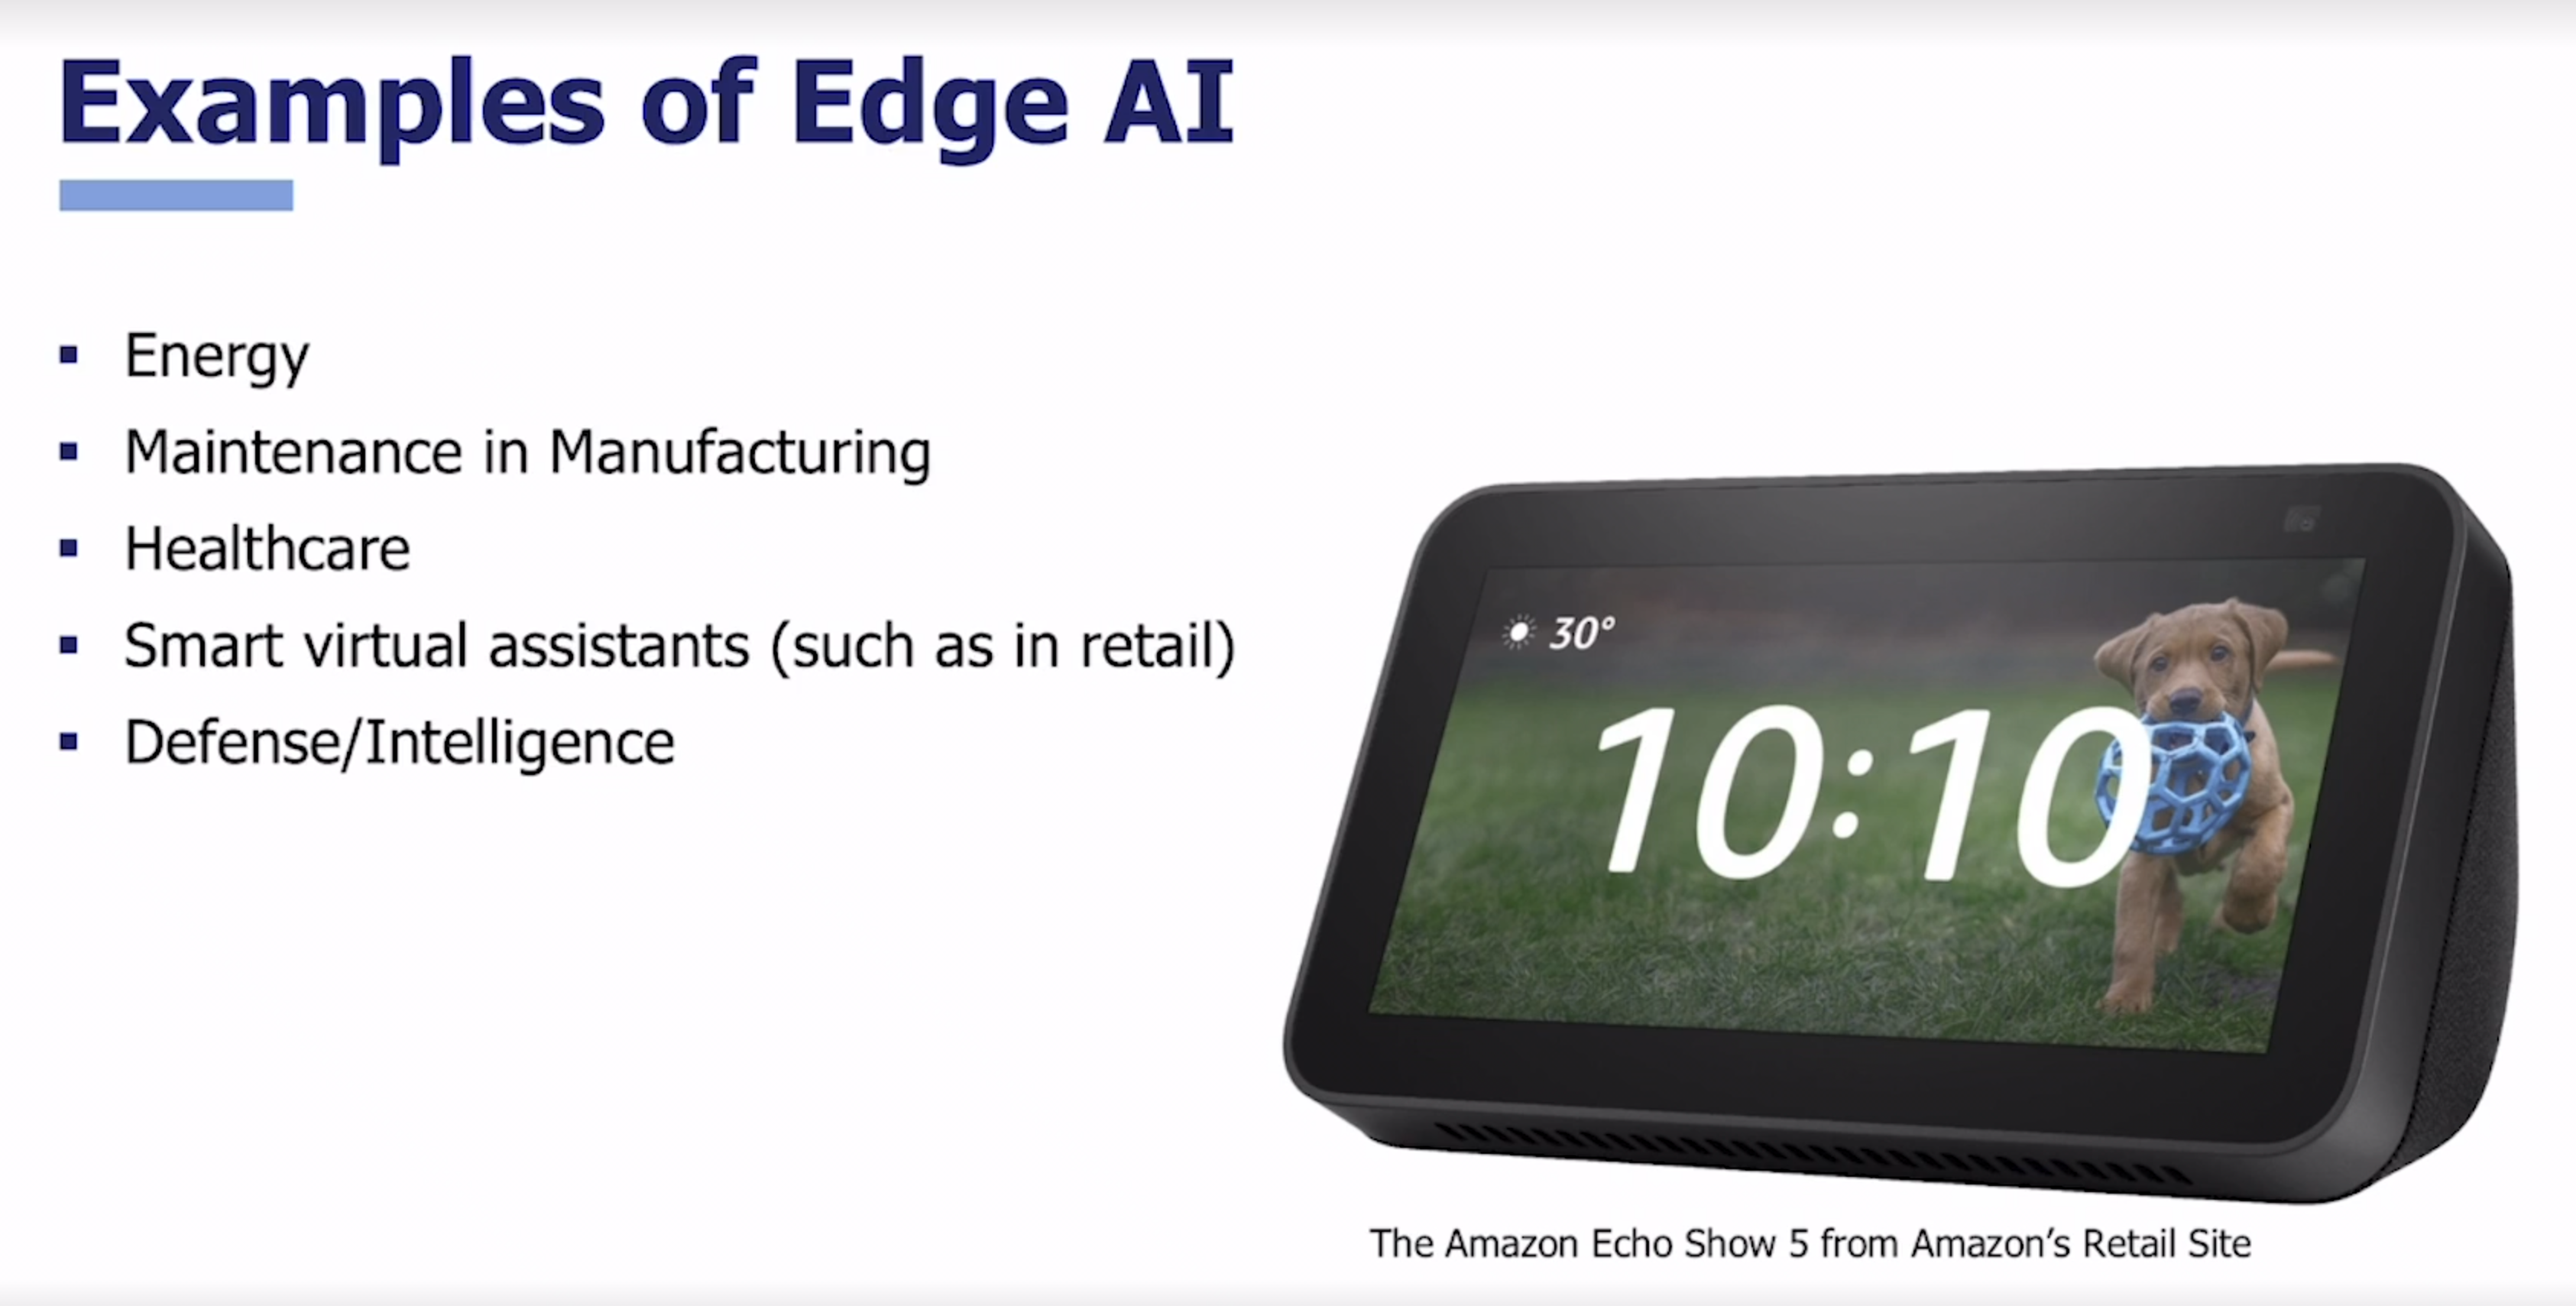 Examples of Edge AI
Energy
Maintenance in Manufacturing
Healthcare
Smart virtual assistants (such as in retail)
Defense/Intelligence
30°
10:10
The Amazon Echo Show 5 from Amazon’s Retail Site